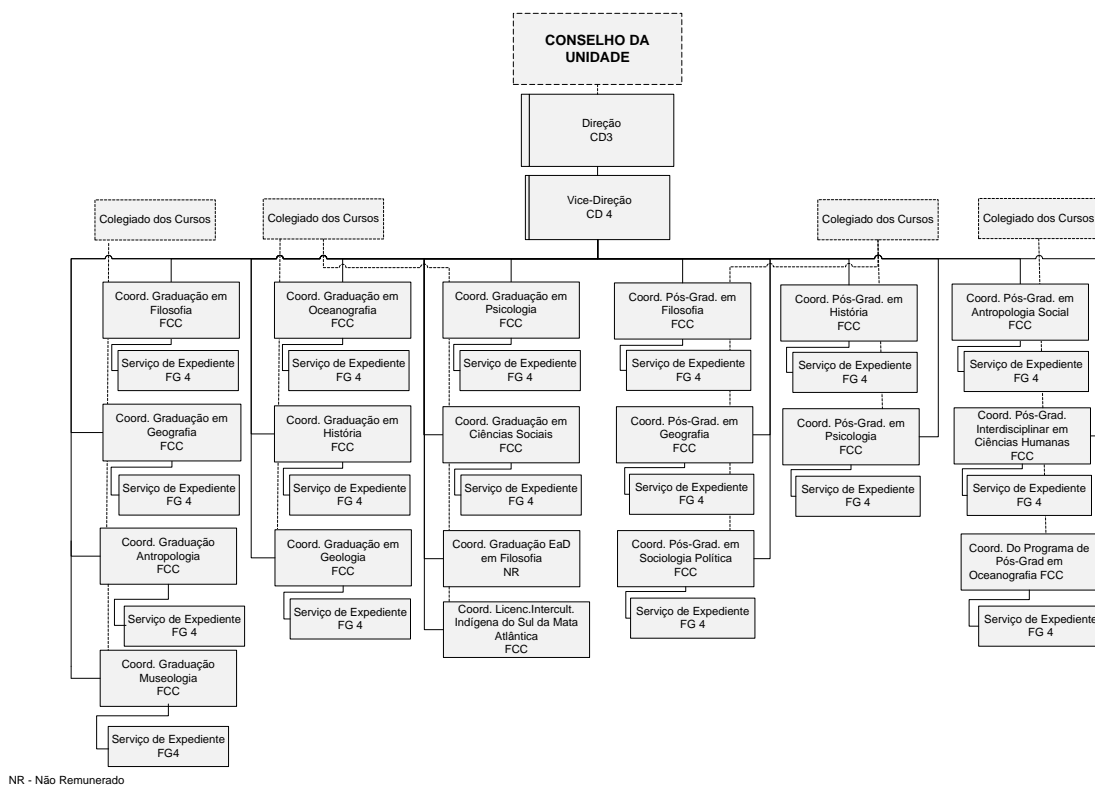 CONSELHO DA
UNIDADE
Direção
CD3
Vice-Direção
CD 4
Colegiado dos Cursos
Colegiado dos Cursos
Colegiado dos Cursos
Colegiado dos Cursos
Coord. Graduação em
Filosofia
FCC
Serviço de Expediente
FG 4
Coord. Graduação em
Geografia
FCC
Serviço de Expediente
FG 4
Coord. Graduação
Antropologia
FCC
Serviço de Expediente
FG 4
Coord. Graduação
Museologia
FCC
Serviço de Expediente
FG4
Coord. Graduação em
Oceanografia
FCC
Serviço de Expediente
FG 4
Coord. Graduação em
História
FCC
Serviço de Expediente
FG 4
Coord. Graduação em
Geologia
FCC
Serviço de Expediente
FG 4
Coord. Graduação em
Psicologia
FCC
Serviço de Expediente
FG 4
Coord. Graduação em
Ciências Sociais
FCC
Serviço de Expediente
FG 4
Coord. Graduação EaD
em Filosofia
NR
Coord. Licenc.Intercult.
Indígena do Sul da Mata
Atlântica
FCC
Coord. Pós-Grad. em
Filosofia
FCC
Serviço de Expediente
FG 4
Coord. Pós-Grad. em
Geografia
FCC
Serviço de Expediente
FG 4
Coord. Pós-Grad. em
Sociologia Política
FCC
Serviço de Expediente
FG 4
Coord. Pós-Grad. em
História
FCC
Serviço de Expediente
FG 4
Coord. Pós-Grad. em
Psicologia
FCC
Serviço de Expediente
FG 4
Coord. Pós-Grad. em
Antropologia Social
FCC
Serviço de Expediente
FG 4
Coord. Pós-Grad.
Interdisciplinar em
Ciências Humanas
FCC
Serviço de Expediente
FG 4
Coord. Do Programa de
Pós-Grad em
Oceanografia FCC
Serviço de Expediente
FG 4
NR - Não Remunerado